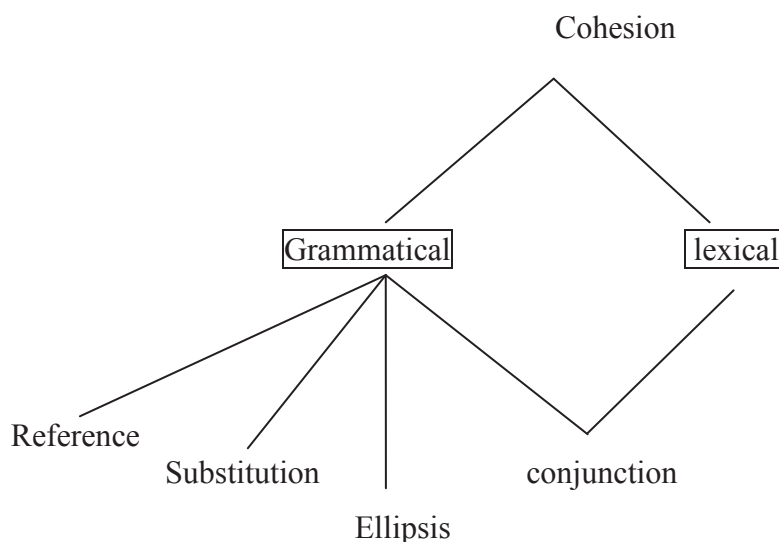 Cohesion
Grammatical
lexical
Reference
Substitution
conjunction
Ellipsis